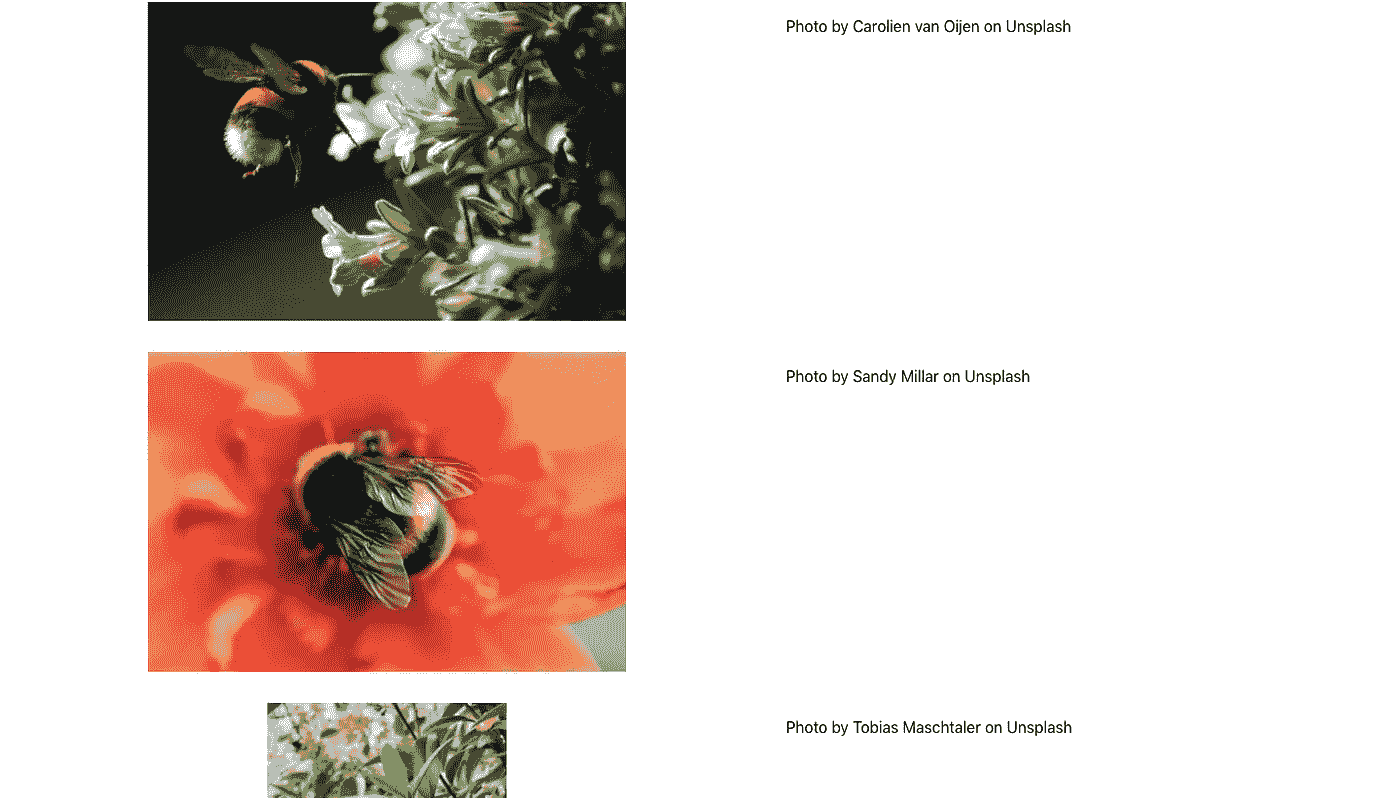 Photo by Carolien van Oijen on Unsplash
Photo by Sandy Millar on Unsplash
Photo by Tobias Maschtaler on Unsplash